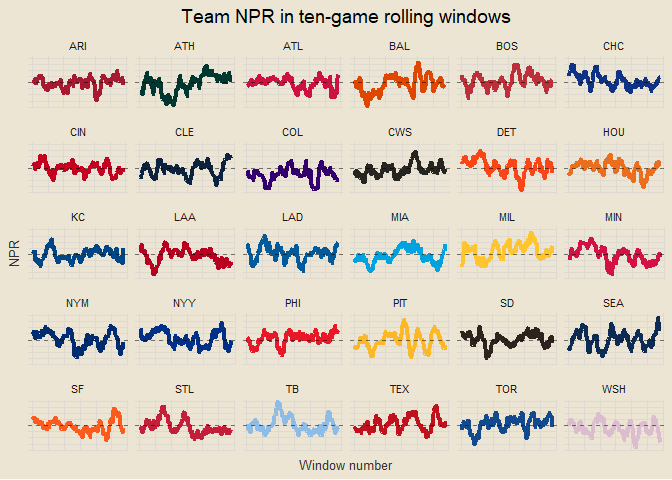 Team NPR in ten-game rolling windows
ARI ATH ATL BAL BOS CHC
CIN CLE COL CWS DET HOU
KC LAA LAD MIA MIL MIN
NPR
NYM NYY PHI PIT SD SEA
SF STL TB TEX TOR WSH
Window number